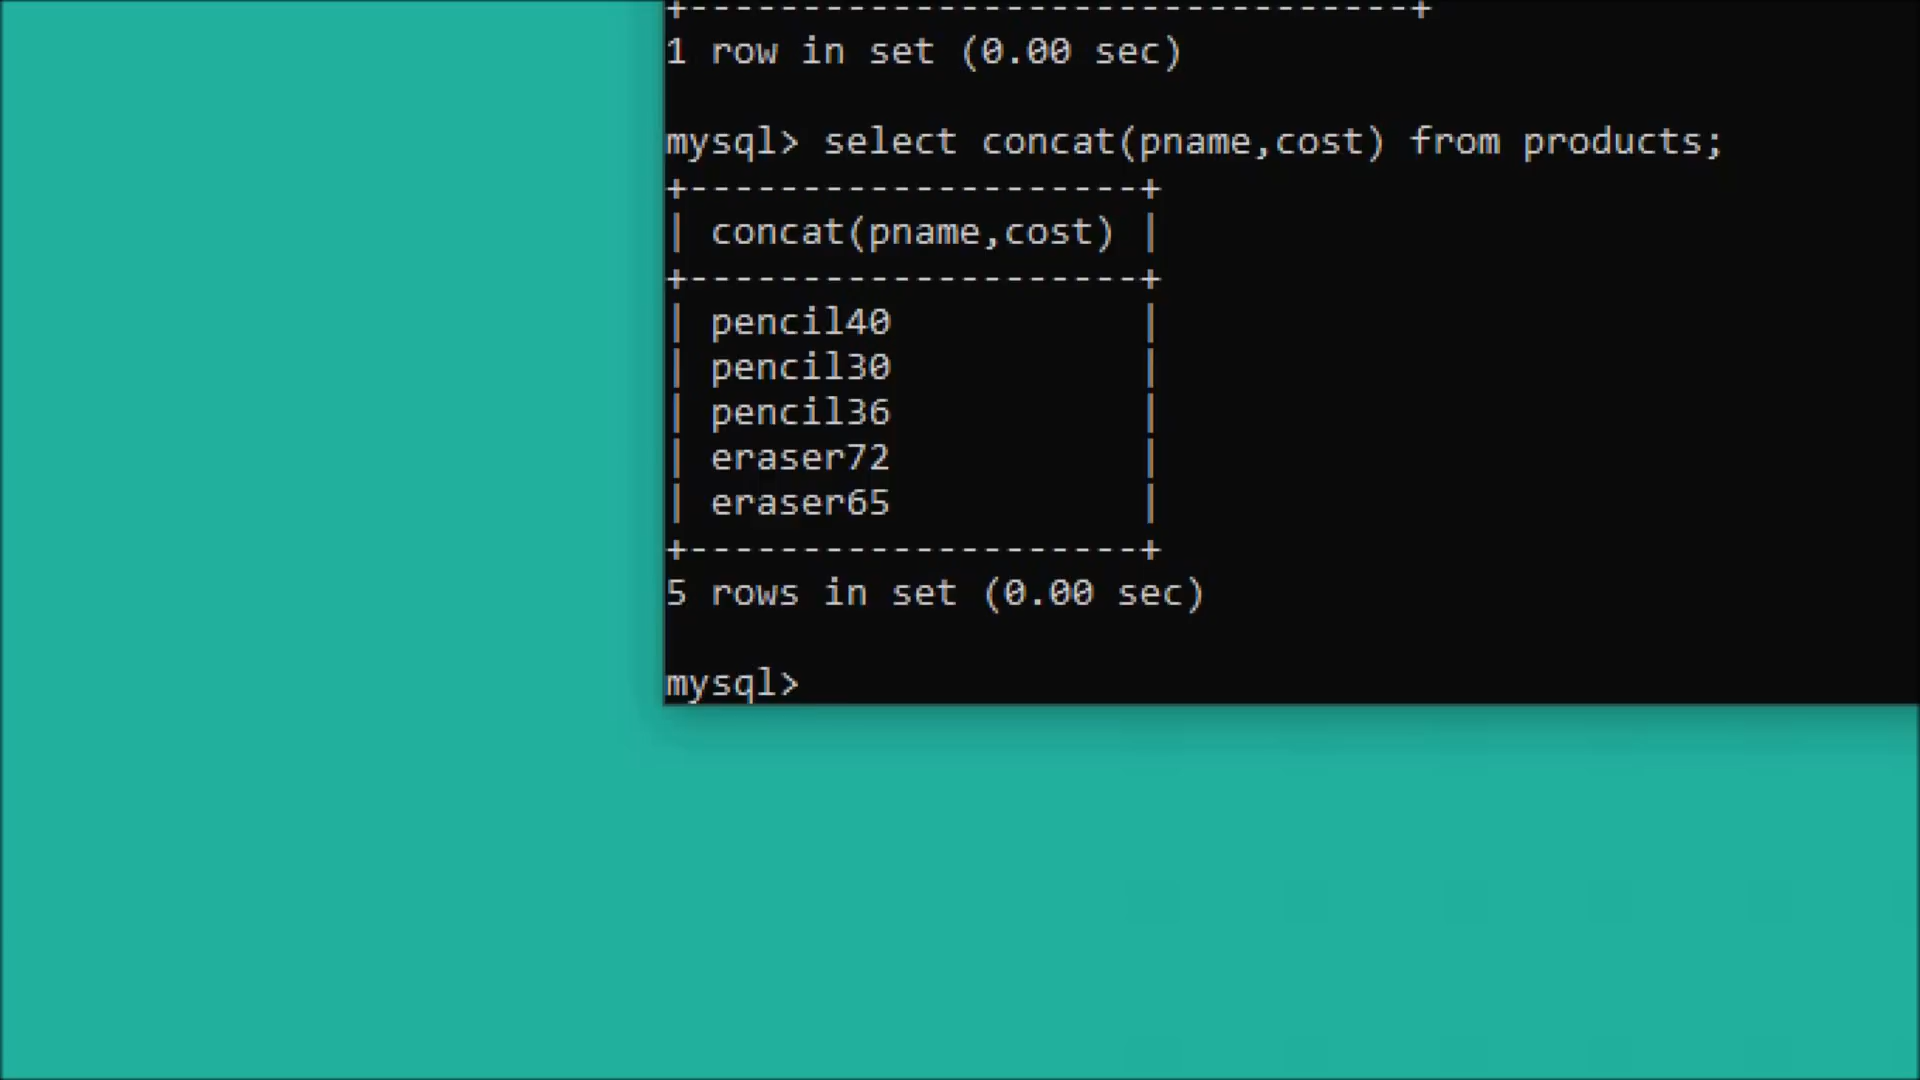 +--------------------------------+
1 row in set (0.00 sec)
mysql> select concat(pname,cost) from products;
+--------------------+
| concat(pname,cost) |
+--------------------+
| pencil40           |
| pencil30           |
| pencil36           |
| eraser72           |
| eraser65           |
+--------------------+
5 rows in set (0.00 sec)
mysql>